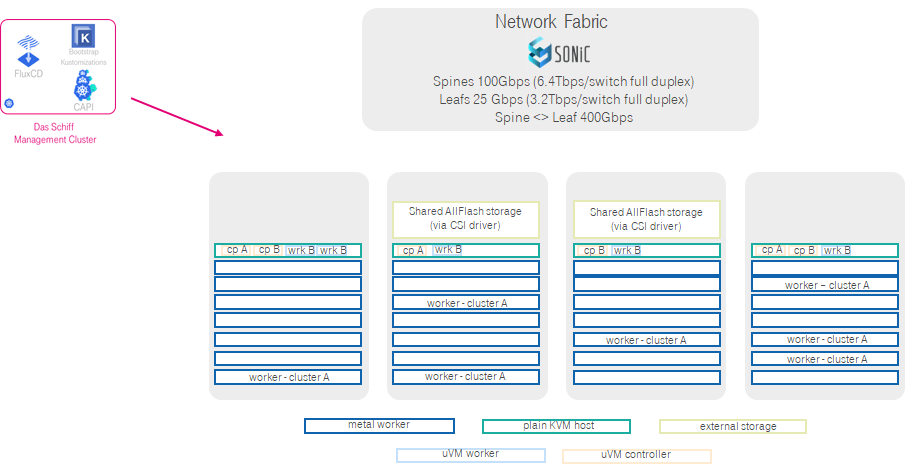 Network Fabric
SONiC
Spines 100Gbps (6.4Tbps/switch full duplex)
Leafs 25 Gbps (3.2Tbps/switch full duplex)
Spine <> Leaf 400Gbps
K
Bootstrap
Kustomizations
FluxCD
CAPI
Das Schiff
Management Cluster
cp A cp B wrk B wrk B
worker - cluster A
Shared AllFlash storage
(via CSI driver)
cp A wrk B
worker - cluster A
worker - cluster A
Shared AllFlash storage
(via CSI driver)
cp B wrk B
worker - cluster A
cp A cp B wrk B
worker – cluster A
worker - cluster A
worker - cluster A
metal worker
plain KVM host
external storage
uVM worker
uVM controller